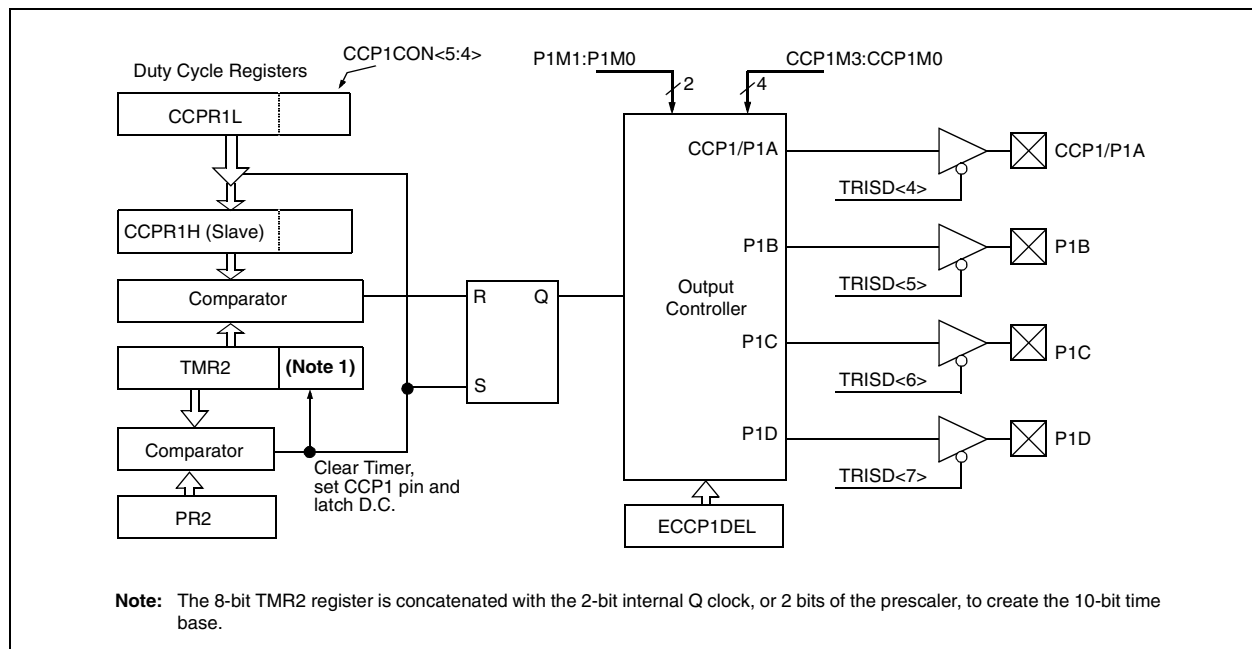 CCP1CON<5:4>
Duty Cycle Registers
CCPR1L
CCPR1H (Slave)
Comparator
TMR2
(Note 1)
Comparator
PR2
Clear Timer,
set CCP1 pin and
latch D.C.
R
Q
S
P1M1:P1M0
2
CCP1M3:CCP1M0
4
Output
Controller
CCP1/P1A
P1B
P1C
P1D
ECCP1DEL
TRISD<4>
CCP1/P1A
TRISD<5>
P1B
TRISD<6>
P1C
TRISD<7>
P1D
Note: The 8-bit TMR2 register is concatenated with the 2-bit internal Q clock, or 2 bits of the prescaler, to create the 10-bit time
base.